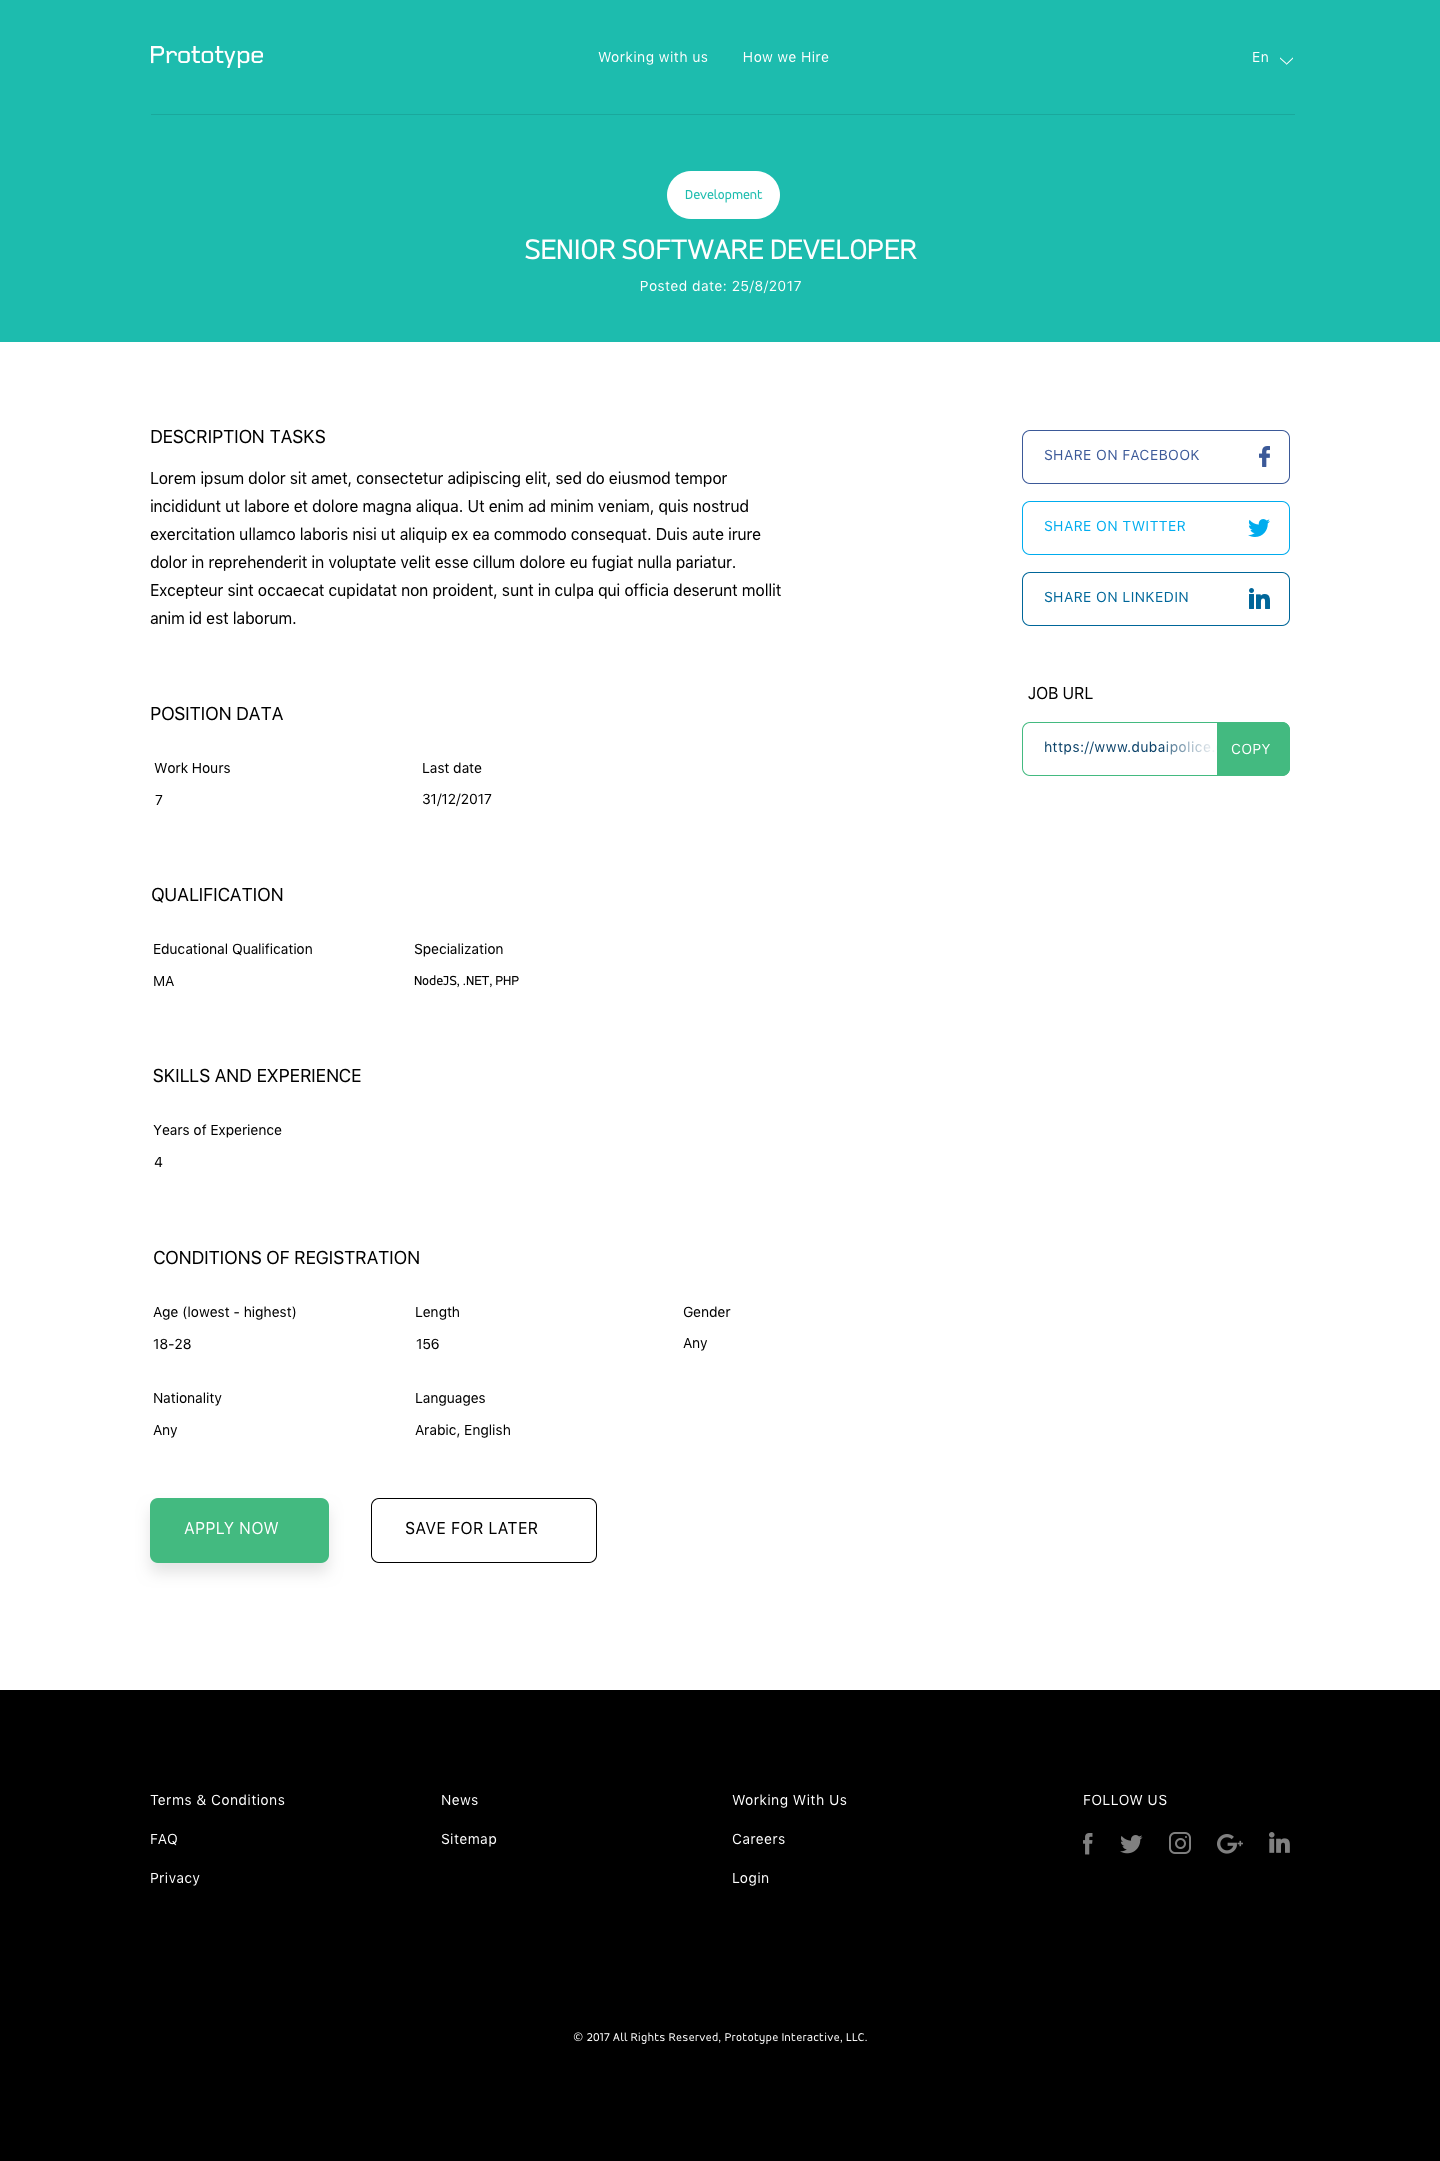 Prototype
Working with us
How we Hire
En
Development
SENIOR SOFTWARE DEVELOPER
Posted date: 25/8/2017
DESCRIPTION TASKS
Lorem ipsum dolor sit amet, consectetur adipiscing elit, sed do eiusmod tempor
incididunt ut labore et dolore magna aliqua. Ut enim ad minim veniam, quis nostrud
exercitation ullamco laboris nisi ut aliquip ex ea commodo consequat. Duis aute irure
dolor in reprehenderit in voluptate velit esse cillum dolore eu fugiat nulla pariatur.
Excepteur sint occaecat cupidatat non proident, sunt in culpa qui officia deserunt mollit
anim id est laborum.
SHARE ON FACEBOOK
SHARE ON TWITTER
SHARE ON LINKEDIN
JOB URL
https://www.dubaipolice.
COPY
POSITION DATA
Work Hours
7
Last date
31/12/2017
QUALIFICATION
Educational Qualification
MA
Specialization
NodeJS, .NET, PHP
SKILLS AND EXPERIENCE
Years of Experience
4
CONDITIONS OF REGISTRATION
Age (lowest - highest)
18-28
Length
156
Gender
Any
Nationality
Any
Languages
Arabic, English
APPLY NOW
SAVE FOR LATER
Terms & Conditions
FAQ
Privacy
News
Sitemap
Working With Us
Careers
Login
FOLLOW US
© 2017 All Rights Reserved, Prototype Interactive, LLC.